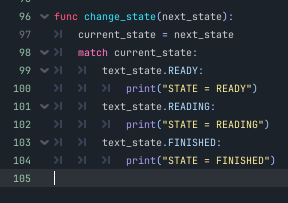 96 func change_state(next_state):
97 current_state = next_state
98 match current_state:
99 text_state.READY:
100 print("STATE = READY")
101 text_state.READING:
102 print("STATE = READING")
103 text_state.FINISHED:
104 print("STATE = FINISHED")
105